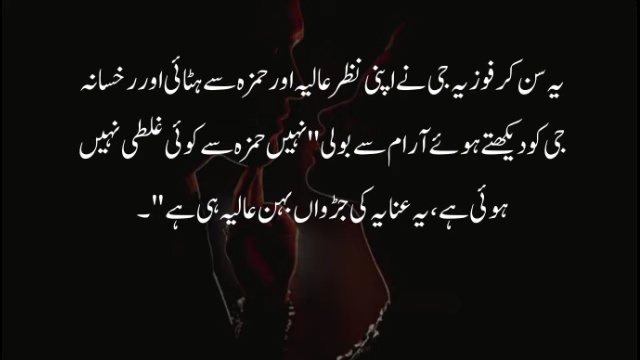 یہ سن کر فوزیہ جی نے اپنی نظر عالیہ اور حمزہ سے ہٹائی اور رخسانہ
جی کو دیکھتے ہوئے آرام سے بولی "نہیں حمزہ سے کوئی غلطی نہیں
ہوئی ہے، یہ عنایہ کی جڑواں بہن عالیہ ہی ہے"۔